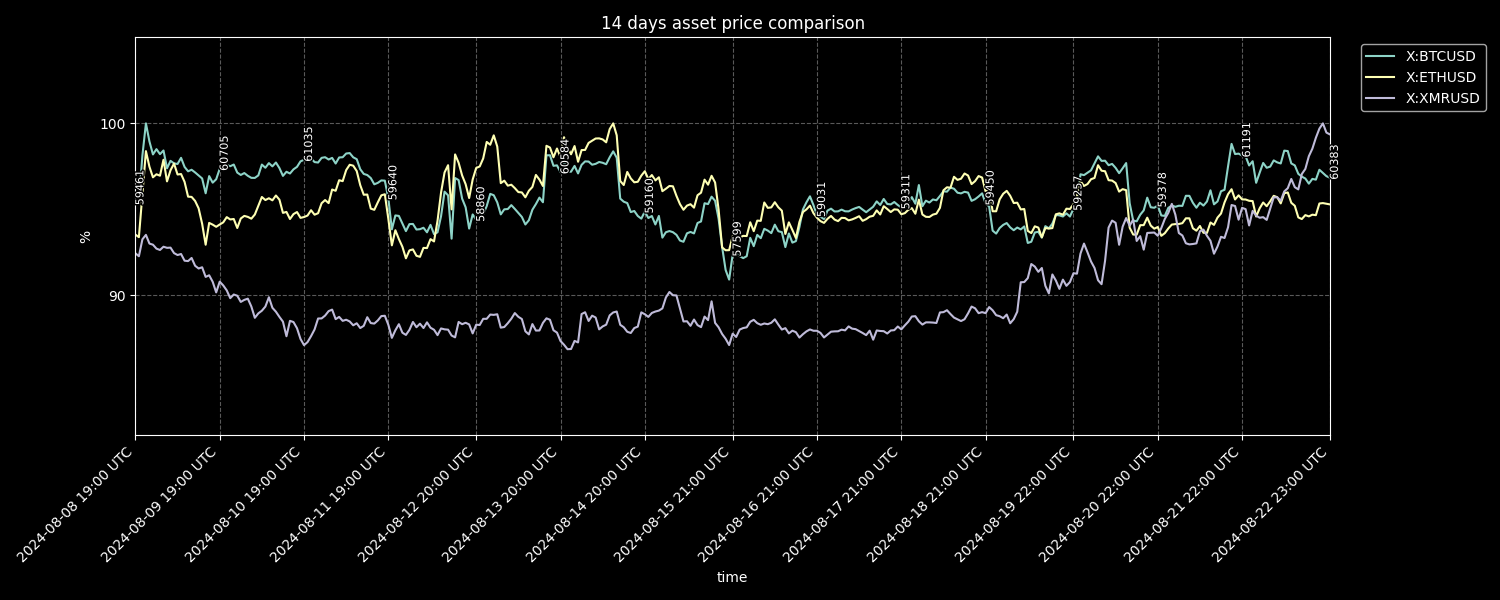 14 days asset price comparison
X:BTCUSD
X:ETHUSD
X:XMRUSD
100
90
%
59461
60705
61035
59640
58860
60584
59160
57599
59031
59311
59450
59257
59378
61191
60383
2024-08-08 19:00 UTC
2024-08-09 19:00 UTC
2024-08-10 19:00 UTC
2024-08-11 19:00 UTC
2024-08-12 20:00 UTC
2024-08-13 20:00 UTC
2024-08-14 20:00 UTC
2024-08-15 21:00 UTC
2024-08-16 21:00 UTC
2024-08-17 21:00 UTC
2024-08-18 21:00 UTC
2024-08-19 22:00 UTC
2024-08-20 22:00 UTC
2024-08-21 22:00 UTC
2024-08-22 23:00 UTC
time